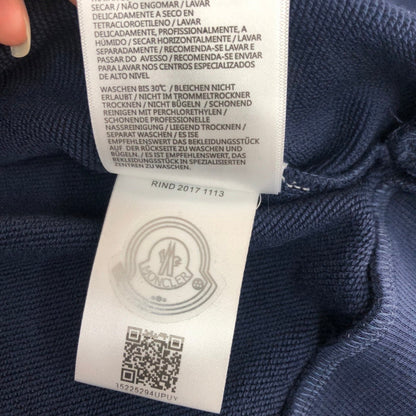 SECAR / NÃO ENGOMAR / LAVAR
DELICADAMENTE A SECO EN
TETRACLOROETILENO / LAVAR
DELICADAMENTE, PROFISSIONALMENTE, A
HÚMIDO / SECAR HORIZONTALMENTE / LAVAR
SEPARADAMENTE / RECOMENDA-SE LAVAR E
PASSAR DO AVESSO / RECOMENDA-SE ENVIAR
PARA LAVAR NOS CENTROS ESPECIALIZADOS
DE ALTO NIVEL
WASCHEN BIS 30°C / BLEICHEN NICHT
ERLAUBT / NICHT IM TROMMELTROCKNER
TROCKNEN / NICHT BÜGELN / SCHONEND
REINIGEN MIT PERCHLORETHYLEN /
SCHONENDE PROFESSIONELLE
NASSREINIGUNG / LIEGEND TROCKNEN /
SEPARAT WASCHEN / ES IST
EMPFEHLENSWERT, DAS BEKLEIDUNGSSTÜCK
AUF DER RÜCKSEITE ZU WASCHEN UND ZU
BÜGELN / ES IST EMPFEHLENSWERT, DAS
BEKLEIDUNGSSTÜCK IN SPEZIALISIERTEN
ZENTREN ZU WASCHEN.
RIND 2017 1113
M
MONCLER
15225294UPUY